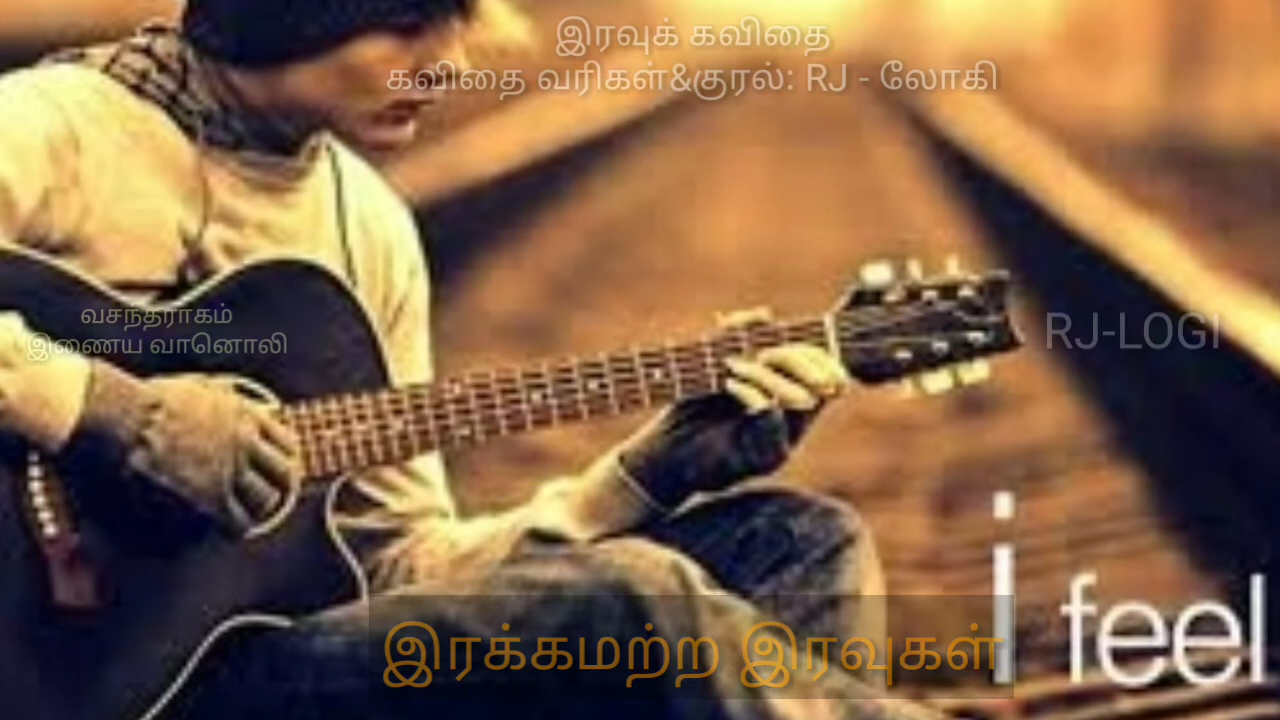 இரவுக் கவிதை
கவிதை வரிகள்&குரல்: RJ - லோகி
வசந்தராகம்
இணைய வானொலி
RJ-LOGI
i feel
இரக்கமற்ற இரவுகள்